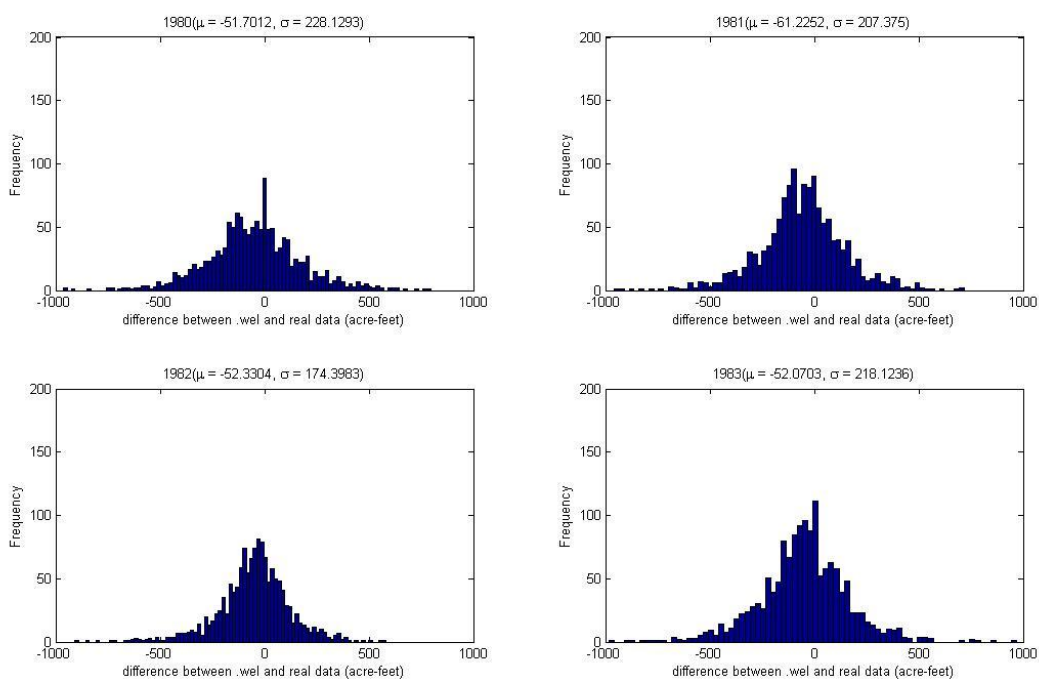 1980(μ = -51.7012, σ = 228.1293)
200
150
100
50
0
Frequency
-1000 -500 0 500 1000
difference between .wel and real data (acre-feet)
1981(μ = -61.2252, σ = 207.375)
200
150
100
50
0
Frequency
-1000 -500 0 500 1000
difference between .wel and real data (acre-feet)
1982(μ = -52.3304, σ = 174.3983)
200
150
100
50
0
Frequency
-1000 -500 0 500 1000
difference between .wel and real data (acre-feet)
1983(μ = -52.0703, σ = 218.1236)
200
150
100
50
0
Frequency
-1000 -500 0 500 1000
difference between .wel and real data (acre-feet)